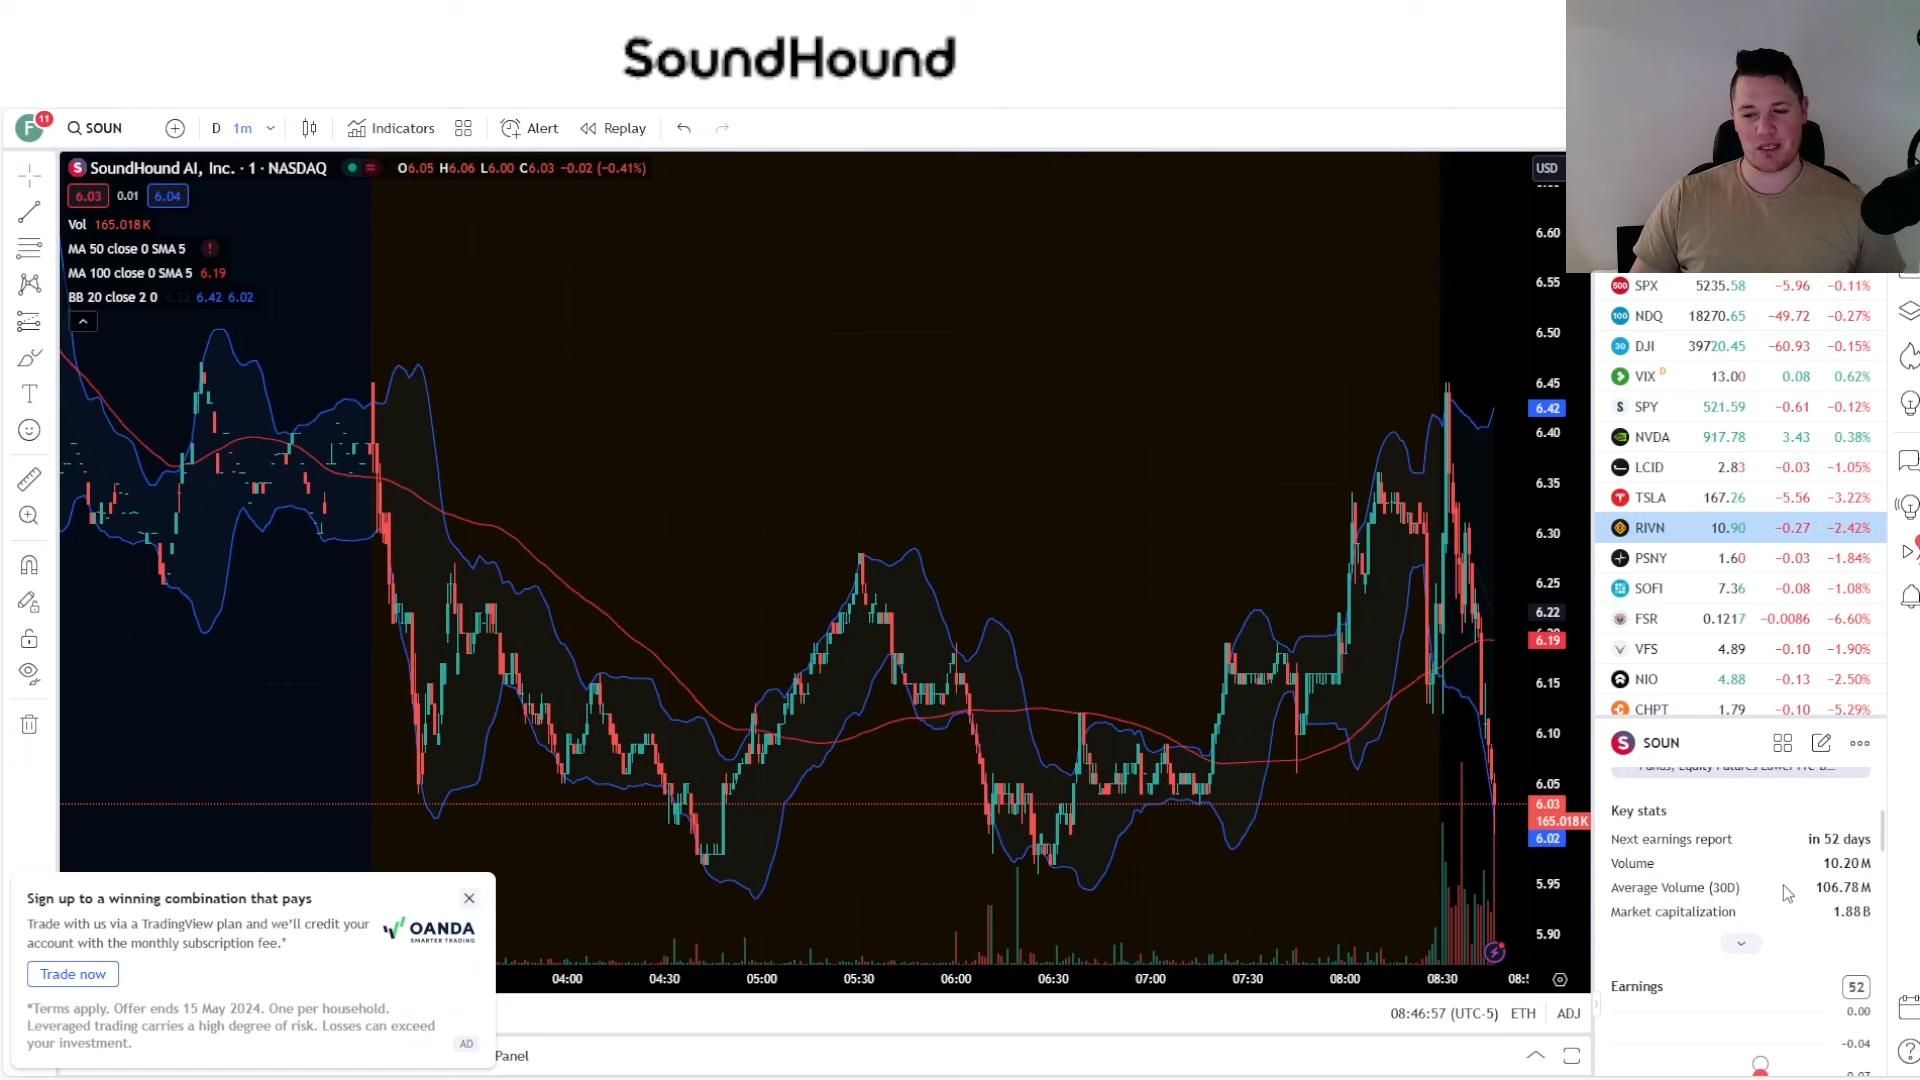 SoundHound
F 11 SOUN D 1m Indicators Alert Replay
S SoundHound AI, Inc. · 1 · NASDAQ O6.05 H6.06 L6.00 C6.03 −0.02 (−0.41%) USD
6.03 0.01 6.04
Vol 165.018K
MA 50 close 0 SMA 5 !
MA 100 close 0 SMA 5 6.19
BB 20 close 2 0 6.22 6.42 6.02
6.60
6.55
6.50
6.45
6.42
6.40
6.35
6.30
6.25
6.22
6.19
6.15
6.10
6.05
6.03
165.018K
6.02
5.95
5.90
04:00 04:30 05:00 05:30 06:00 06:30 07:00 07:30 08:00 08:30
08:46:57 (UTC-5) ETH ADJ
Panel
Sign up to a winning combination that pays
Trade with us via a TradingView plan and we'll credit your
account with the monthly subscription fee.*
OANDA
SMARTER TRADING
Trade now
*Terms apply. Offer ends 15 May 2024. One per household.
Leveraged trading carries a high degree of risk. Losses can exceed
your investment.
AD
500 SPX 5235.58 −5.96 −0.11%
100 NDQ 18270.65 −49.72 −0.27%
30 DJI 39720.45 −60.93 −0.15%
VIX D 13.00 0.08 0.62%
S SPY 521.59 −0.61 −0.12%
NVDA 917.78 3.43 0.38%
LCID 2.83 −0.03 −1.05%
TSLA 167.26 −5.56 −3.22%
RIVN 10.90 −0.27 −2.42%
PSNY 1.60 −0.03 −1.84%
SOFI 7.36 −0.08 −1.08%
FSR 0.1217 −0.0086 −6.60%
VFS 4.89 −0.10 −1.90%
NIO 4.88 −0.13 −2.50%
CHPT 1.79 −0.10 −5.29%
S SOUN
Key stats
Next earnings report in 52 days
Volume 10.20M
Average Volume (30D) 106.78M
Market capitalization 1.88B
Earnings 52
0.00
−0.04